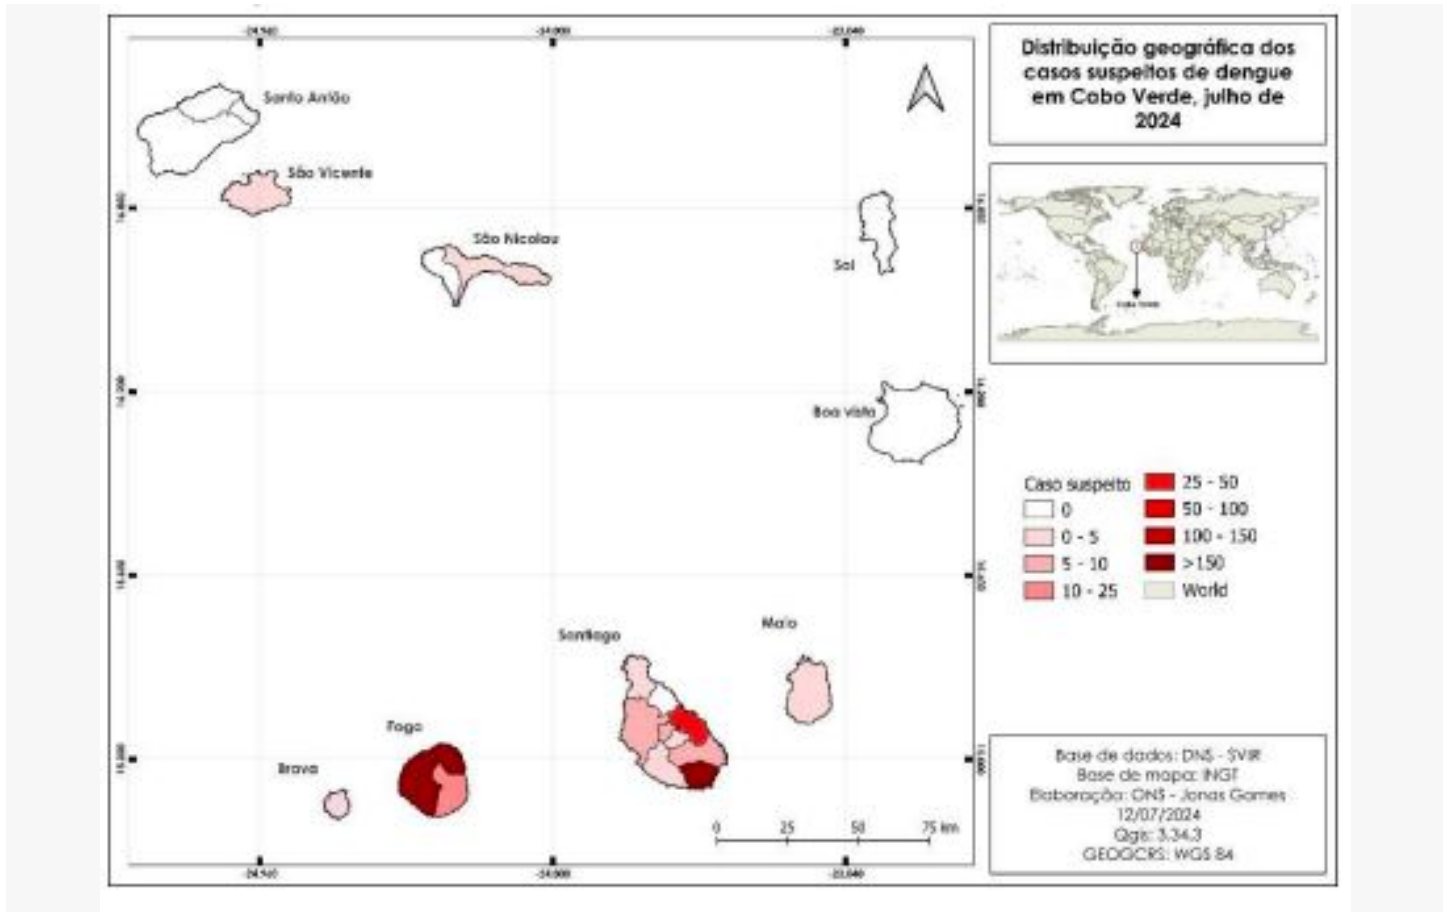 Distribuição geográfica dos
casos suspeitos de dengue
em Cabo Verde, julho de
2024
Santo Antão
São Vicente
São Nicolau
Sal
Boa vista
Caso suspeito
0
0 - 5
5 - 10
10 - 25
25 - 50
50 - 100
100 - 150
>150
World
Santiago
Maio
Fogo
Brava
0 25 50 75 km
Base de dados: DNS - SVIR
Base de mapa: INGT
Elaboração: DNS - Jonas Gomes
12/07/2024
Qgis: 3.34.3
GEOGCRS: WGS 84